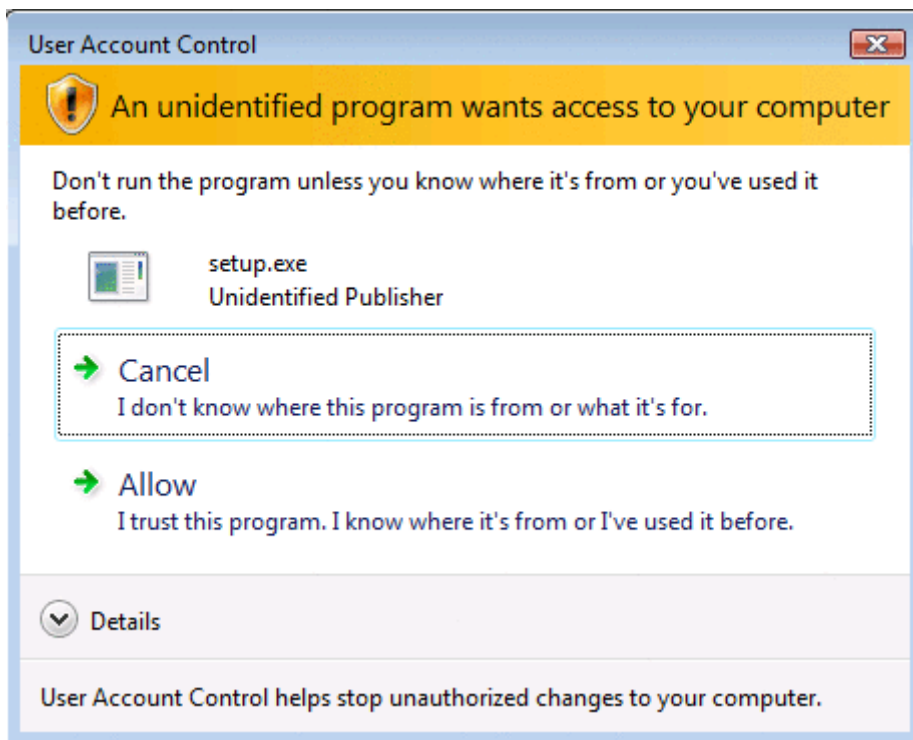 User Account Control
An unidentified program wants access to your computer
Don't run the program unless you know where it's from or you've used it
before.
setup.exe
Unidentified Publisher
Cancel
I don't know where this program is from or what it's for.
Allow
I trust this program. I know where it's from or I've used it before.
Details
User Account Control helps stop unauthorized changes to your computer.